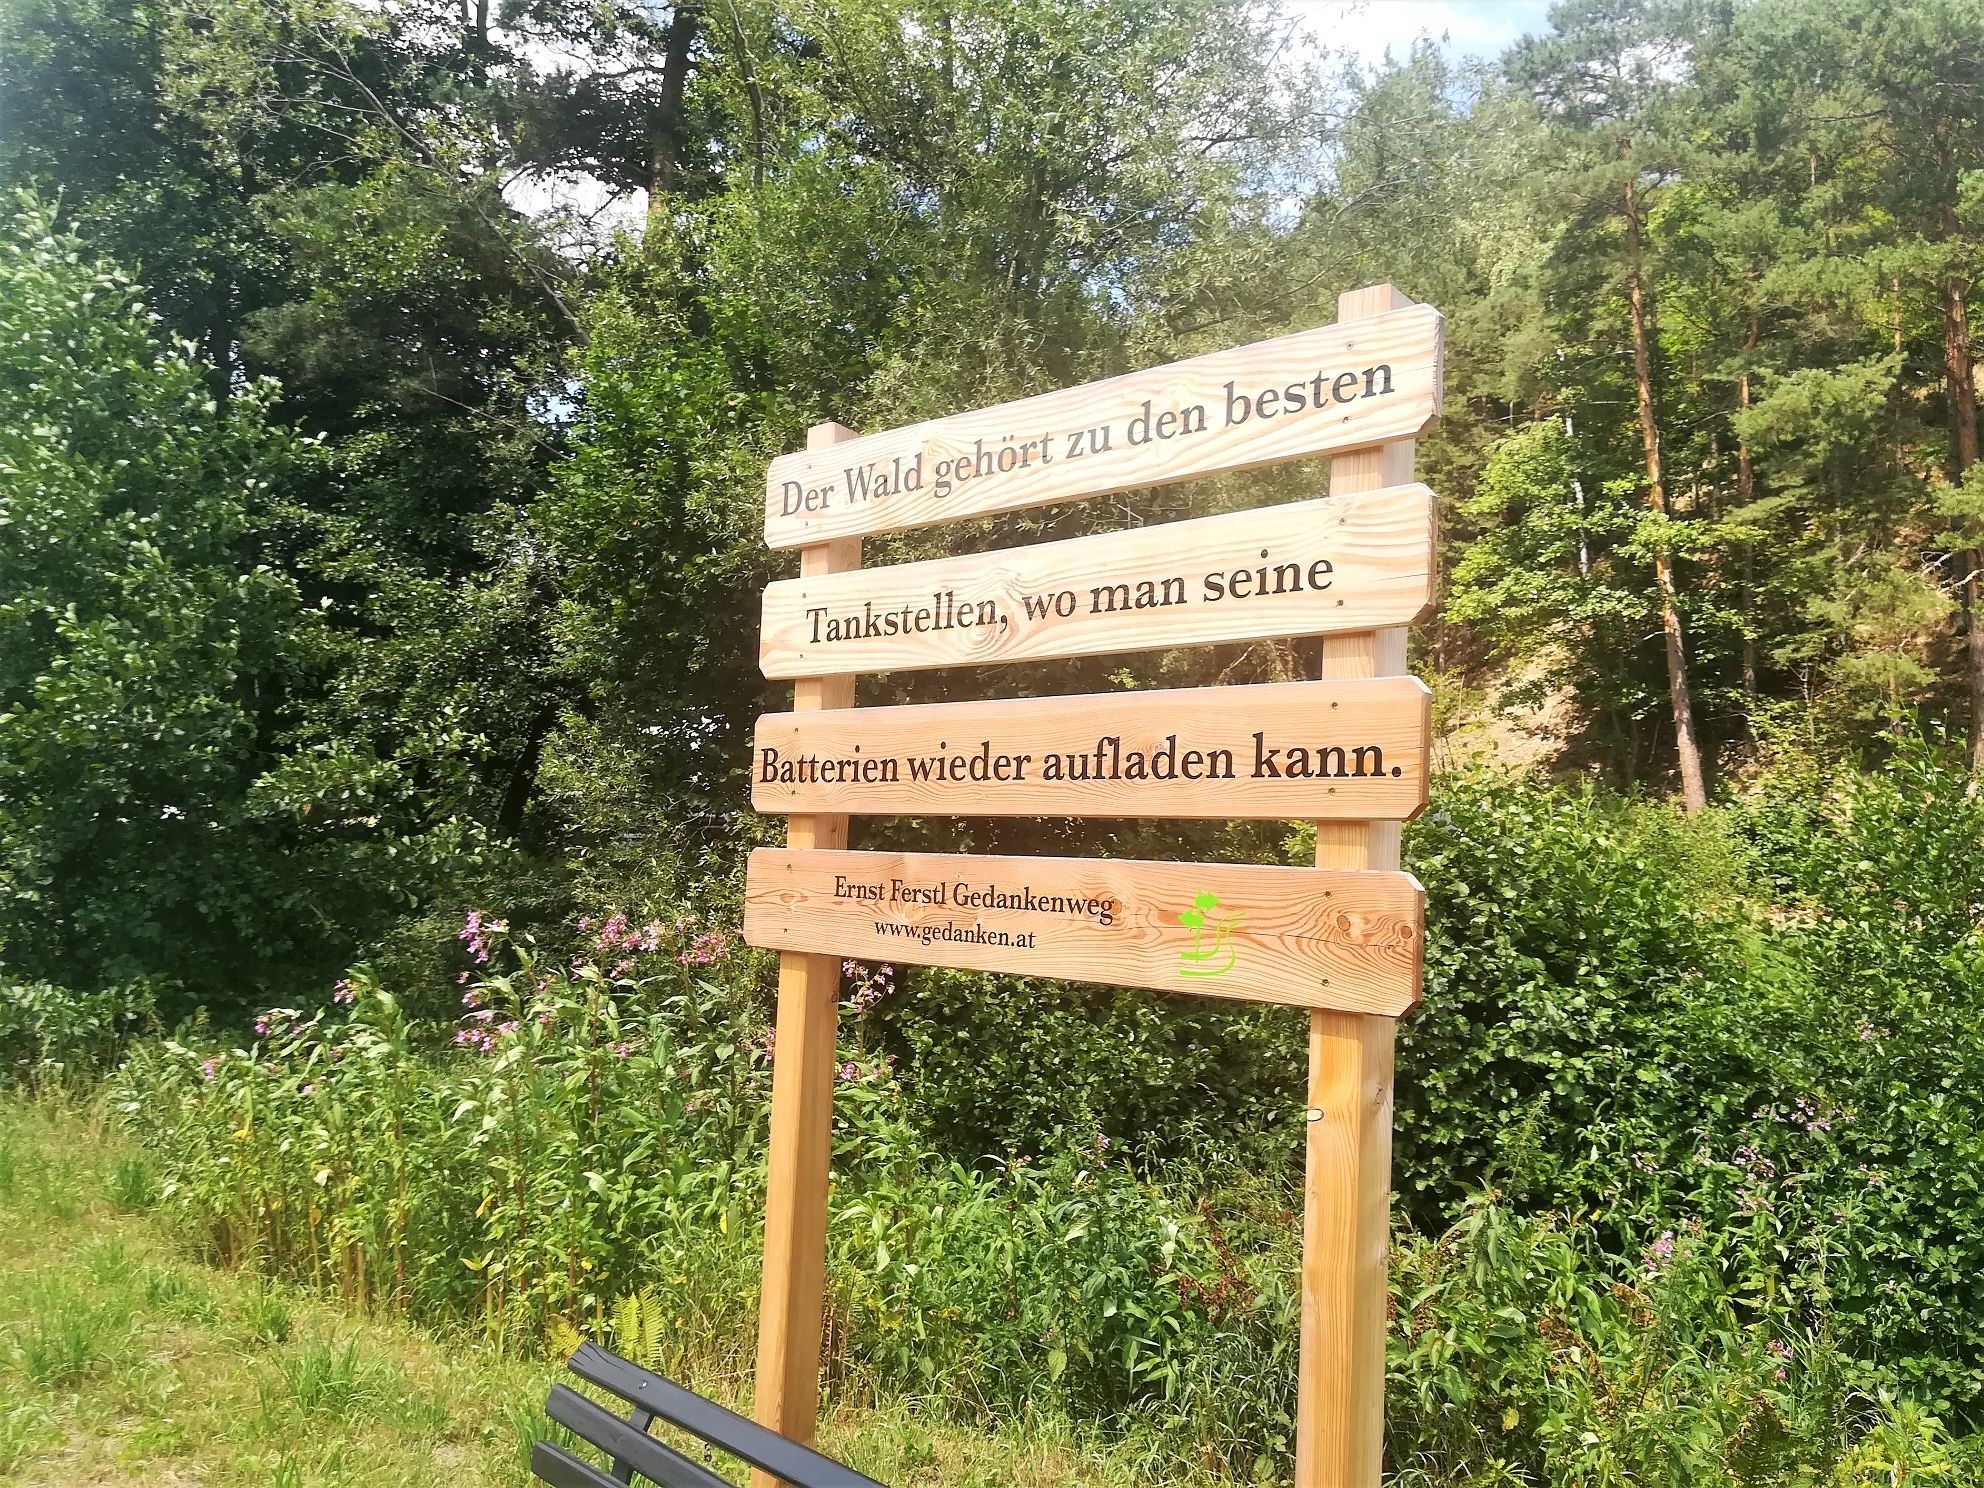 Der Wald gehört zu den besten
Tankstellen, wo man seine
Batterien wieder aufladen kann.
Ernst Ferstl Gedankenweg
www.gedanken.at